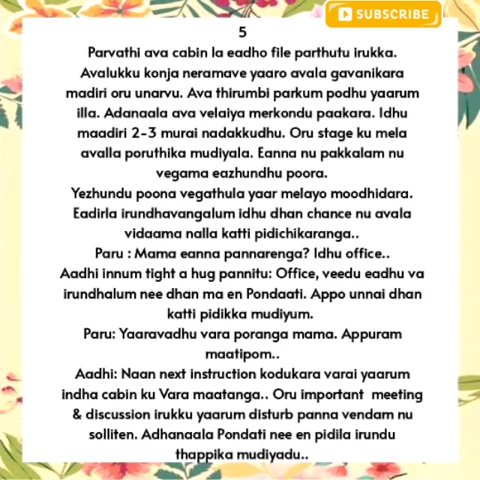 SUBSCRIBE
5
Parvathi ava cabin la eadho file parthutu irukka.
Avalukku konja neramave yaaro avala gavanikara
madiri oru unarvu. Ava thirumbi parkum podhu yaarum
illa. Adanaala ava velaiya merkondu paakara. Idhu
maadiri 2-3 murai nadakkudhu. Oru stage ku mela
avalla poruthika mudiyala. Eanna nu pakkalam nu
vegama eazhundhu poora.
Yezhundu poona vegathula yaar melayo moodhidara.
Eadirla irundhavangalum idhu dhan chance nu avala
vidaama nalla katti pidichikaranga..
Paru : Mama eanna pannarenga? Idhu office..
Aadhi innum tight a hug pannitu: Office, veedu eadhu va
irundhalum nee dhan ma en Pondaati. Appo unnai dhan
katti pidikka mudiyum.
Paru: Yaaravadhu vara poranga mama. Appuram
maatipom..
Aadhi: Naan next instruction kodukara varai yaarum
indha cabin ku Vara maatanga.. Oru important  meeting
& discussion irukku yaarum disturb panna vendam nu
solliten. Adhanaala Pondati nee en pidila irundu
thappika mudiyadu..